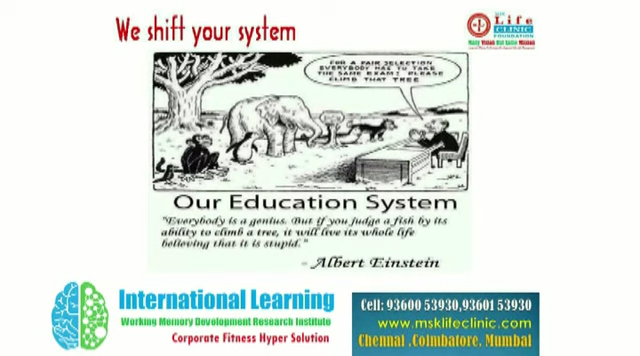 We shift your system
Life
CLINIC
FOUNDATION
FOR A FAIR SELECTION
EVERYBODY HAS TO TAKE
THE SAME EXAM: PLEASE
CLIMB THAT TREE
Our Education System
"Everybody is a genius. But if you judge a fish by its
ability to climb a tree, it will live its whole life
believing that it is stupid."
- Albert Einstein
International Learning
Working Memory Development Research Institute
Corporate Fitness Hyper Solution
Cell: 93600 53930,93601 53930
www.msklifeclinic.com
Chennai ,Coimbatore, Mumbai